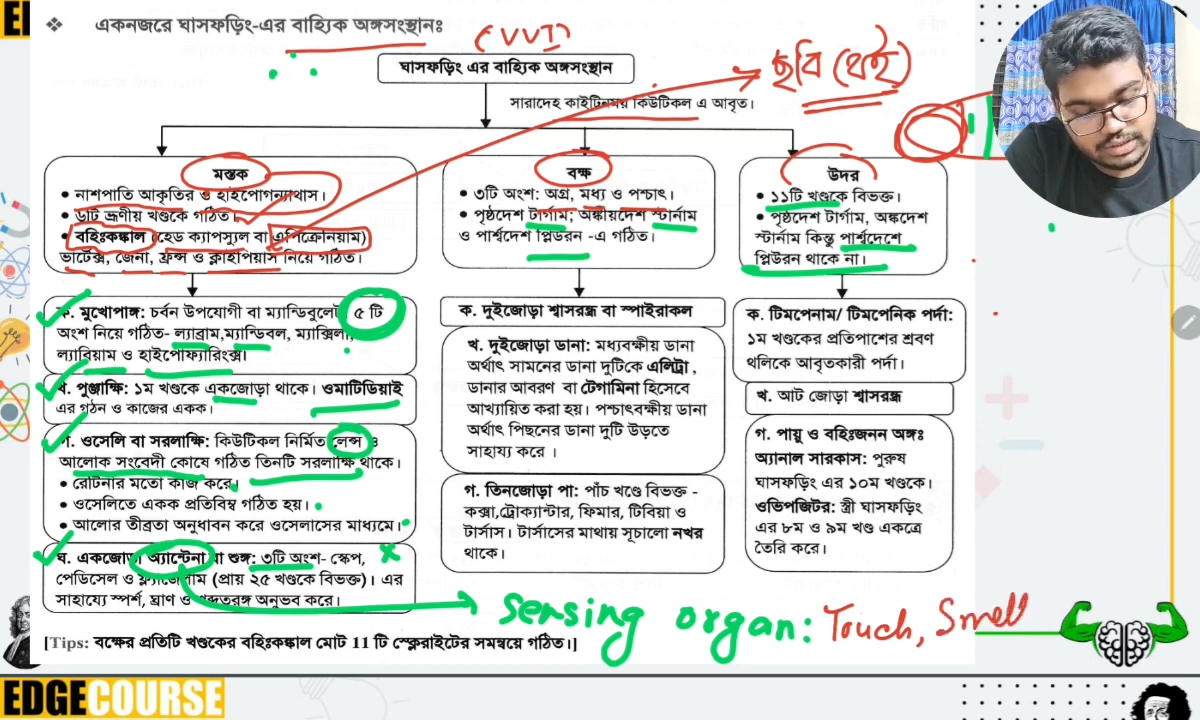 ❖ একনজরে ঘাসফড়িং-এর বাহ্যিক অঙ্গসংস্থানঃ
(VVI)
ঘাসফড়িং এর বাহ্যিক অঙ্গসংস্থান
ছবি (বই)
সারাদেহ কাইটিনময় কিউটিকল এ আবৃত।
মস্তক
• নাশপাতি আকৃতির ও হাইপোগন্যাথাস।
• ৬টি ভ্রূণীয় খণ্ডকে গঠিত।
• বহিঃকঙ্কাল (হেড ক্যাপস্যুল বা এপিক্রেনিয়াম)
ভার্টেক্স, জেনা, ফ্রন্স ও ক্লাইপিয়াস নিয়ে গঠিত।
ক. মুখোপাঙ্গ: চর্বন উপযোগী বা ম্যান্ডিবুলেট ৫ টি
অংশ নিয়ে গঠিত- ল্যাব্রাম,ম্যান্ডিবল, ম্যাক্সিলা,
ল্যাবিয়াম ও হাইপোফ্যারিংক্স।
খ. পুঞ্জাক্ষি: ১ম খণ্ডকে একজোড়া থাকে। ওমাটিডিয়াই
এর গঠন ও কাজের একক।
গ. ওসেলি বা সরলাক্ষি: কিউটিকল নির্মিত লেন্স ও
আলোক সংবেদী কোষে গঠিত তিনটি সরলাক্ষি থাকে।
• রেটিনার মতো কাজ করে।
• ওসেলিতে একক প্রতিবিম্ব গঠিত হয়।
• আলোর তীব্রতা অনুধাবন করে ওসেলাসের মাধ্যমে।
ঘ. একজোড়া অ্যান্টেনা বা শুঙ্গ: ৩টি অংশ- স্কেপ,
পেডিসেল ও ফ্ল্যাজেলাম (প্রায় ২৫ খণ্ডকে বিভক্ত)। এর
সাহায্যে স্পর্শ, ঘ্রাণ ও শব্দতরঙ্গ অনুভব করে।
বক্ষ
• ৩টি অংশ: অগ্র, মধ্য ও পশ্চাৎ।
• পৃষ্ঠদেশ টার্গাম; অঙ্কীয়দেশ স্টার্নাম
ও পার্শ্বদেশ প্লিউরন -এ গঠিত।
ক. দুইজোড়া শ্বাসরন্ধ্র বা স্পাইরাকল
খ. দুইজোড়া ডানা: মধ্যবক্ষীয় ডানা
অর্থাৎ সামনের ডানা দুটিকে এলিট্রা ,
ডানার আবরণ বা টেগামিনা হিসেবে
আখ্যায়িত করা হয়। পশ্চাৎবক্ষীয় ডানা
অর্থাৎ পিছনের ডানা দুটি উড়তে
সাহায্য করে ।
গ. তিনজোড়া পা: পাঁচ খণ্ডে বিভক্ত -
কক্সা,ট্রোক্যান্টার, ফিমার, টিবিয়া ও
টার্সাস। টার্সাসের মাথায় সূচালো নখর
থাকে।
উদর
• ১১টি খণ্ডকে বিভক্ত।
• পৃষ্ঠদেশ টার্গাম, অঙ্কদেশ
স্টার্নাম কিন্তু পার্শ্বদেশে
প্লিউরন থাকে না।
ক. টিমপেনাম/ টিমপেনিক পর্দা:
১ম খণ্ডকের প্রতিপাশের শ্রবণ
থলিকে আবৃতকারী পর্দা।
খ. আট জোড়া শ্বাসরন্ধ্র
গ. পায়ু ও বহিঃজনন অঙ্গঃ
অ্যানাল সারকাস: পুরুষ
ঘাসফড়িং এর ১০ম খণ্ডকে।
ওভিপজিটর: স্ত্রী ঘাসফড়িং
এর ৮ম ও ৯ম খণ্ড একত্রে
তৈরি করে।
Sensing organ: Touch, Smell
[Tips: বক্ষের প্রতিটি খণ্ডকের বহিঃকঙ্কাল মোট 11 টি স্ক্লেরাইটের সমন্বয়ে গঠিত।]
EDGECOURSE